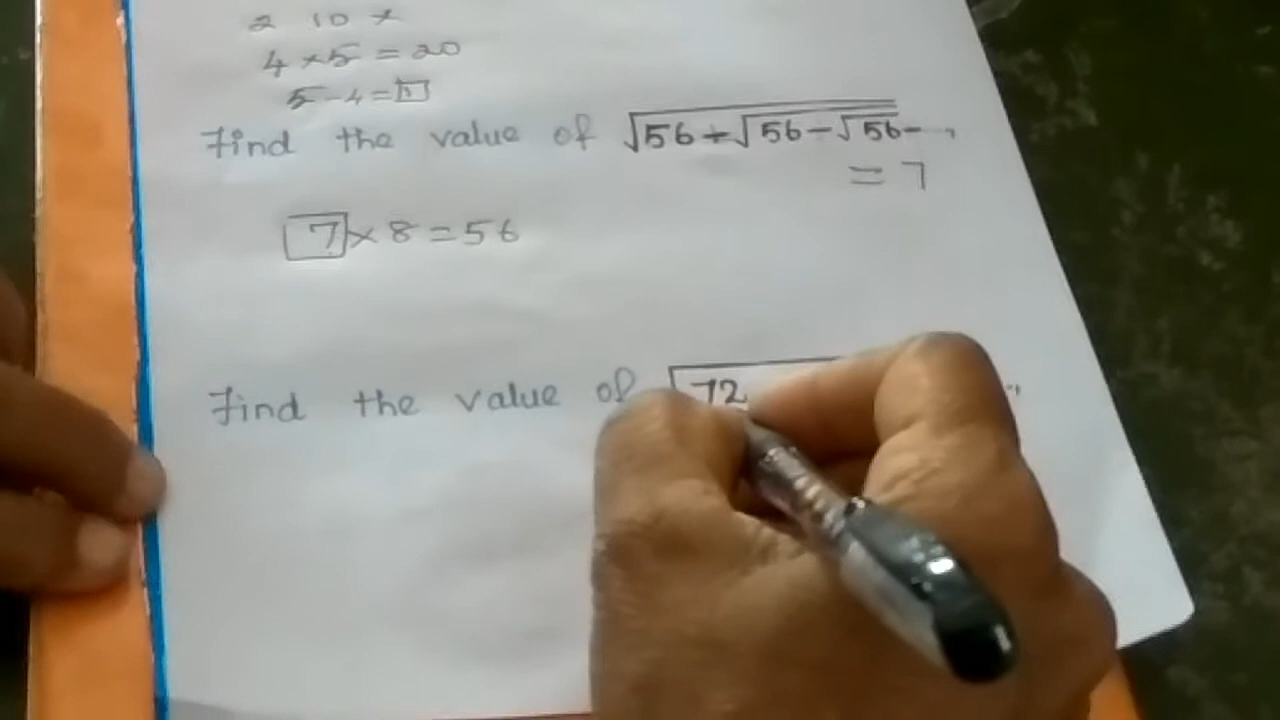 2 10 x
4 × 5 = 20
5 - 4 = 1
Find the value of √56 - √56 - √56 - ...
= 7
7 × 8 = 56
Find the value of √72